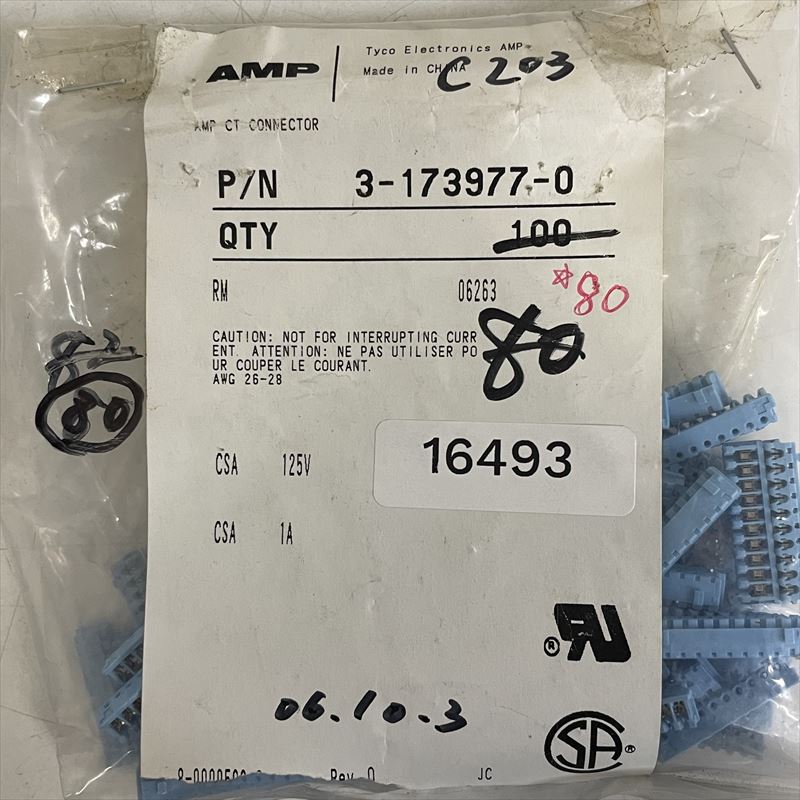 AMP
Tyco Electronics AMP
Made in CHINA
C203
AMP CT CONNECTOR
P/N 3-173977-0
QTY 100
RM 06263
*80
80
CAUTION: NOT FOR INTERRUPTING CURR
ENT. ATTENTION: NE PAS UTILISER PO
UR COUPER LE COURANT.
AWG 26-28
80
16493
CSA 125V
CSA 1A
UR®
06.10.3
CSA®
Rev 0 JC